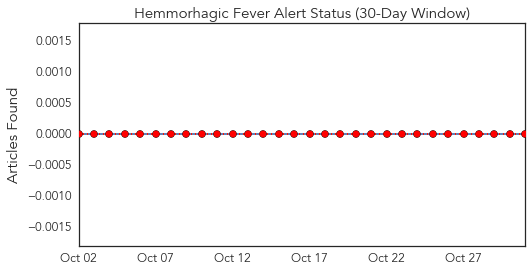 Hemmorhagic Fever Alert Status (30-Day Window)
Articles Found
0.0015
0.0010
0.0005
0.0000
−0.0005
−0.0010
−0.0015
Oct 02 Oct 07 Oct 12 Oct 17 Oct 22 Oct 27